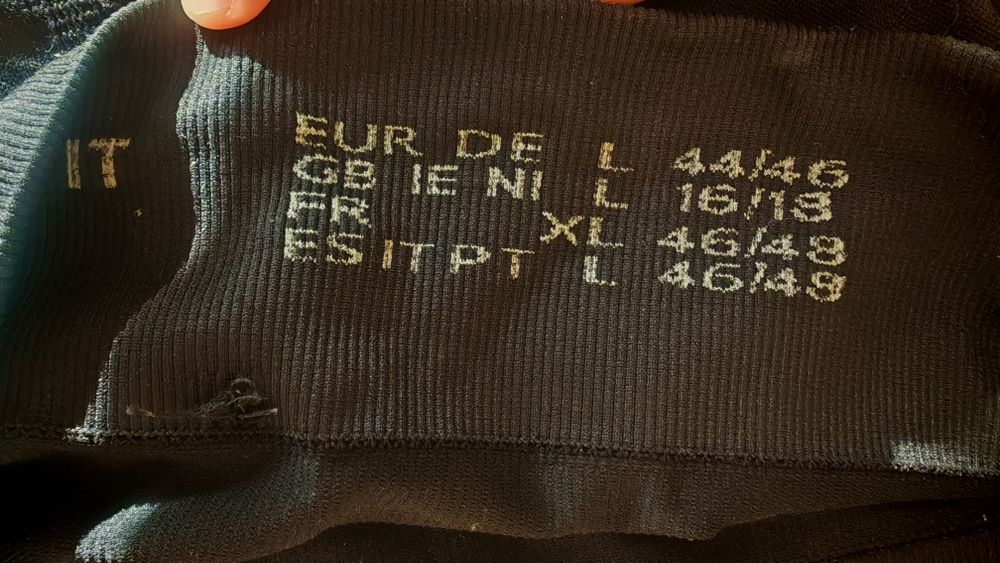 IT
EUR DE L 44/46
GB IE NI L 16/18
FR XL 46/48
ES IT PT L 46/48